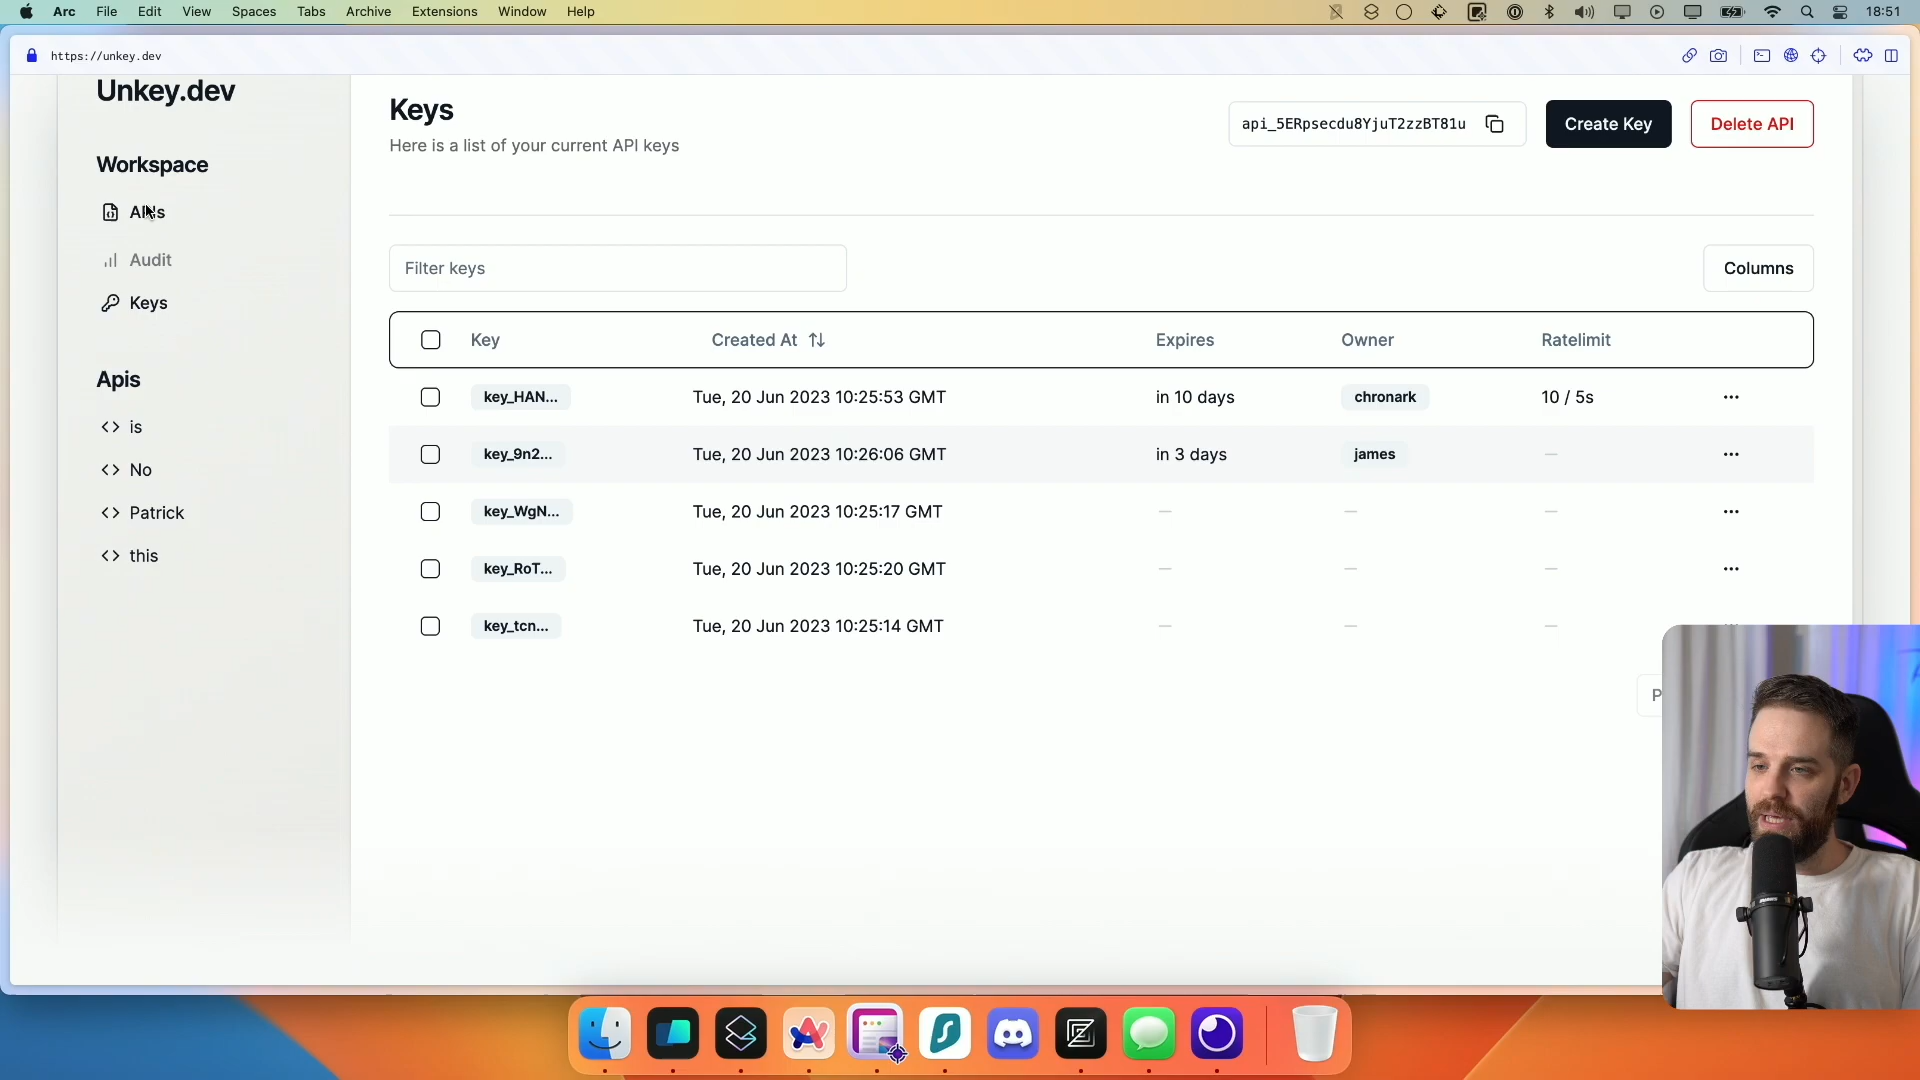 Arc File Edit View Spaces Tabs Archive Extensions Window Help 18:51
https://unkey.dev
Unkey.dev
Workspace
APIs
Audit
Keys
Apis
<> is
<> No
<> Patrick
<> this
Keys
Here is a list of your current API keys
api_5ERpsecdu8YjuT2zzBT81u
Create Key
Delete API
Filter keys
Columns
Key Created At Expires Owner Ratelimit
key_HAN... Tue, 20 Jun 2023 10:25:53 GMT in 10 days chronark 10 / 5s ...
key_9n2... Tue, 20 Jun 2023 10:26:06 GMT in 3 days james — ...
key_WgN... Tue, 20 Jun 2023 10:25:17 GMT — — — ...
key_RoT... Tue, 20 Jun 2023 10:25:20 GMT — — — ...
key_tcn... Tue, 20 Jun 2023 10:25:14 GMT — — —